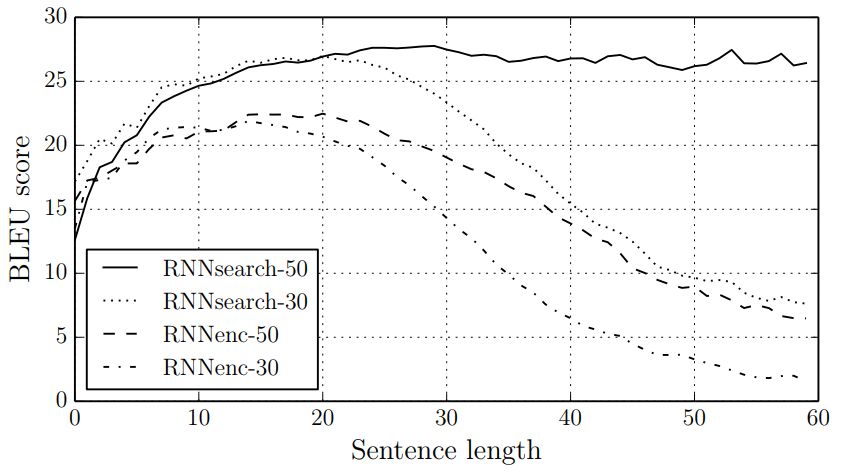 30
25
20
15
10
5
0
BLEU score
RNNsearch-50
RNNsearch-30
RNNenc-50
RNNenc-30
0 10 20 30 40 50 60
Sentence length